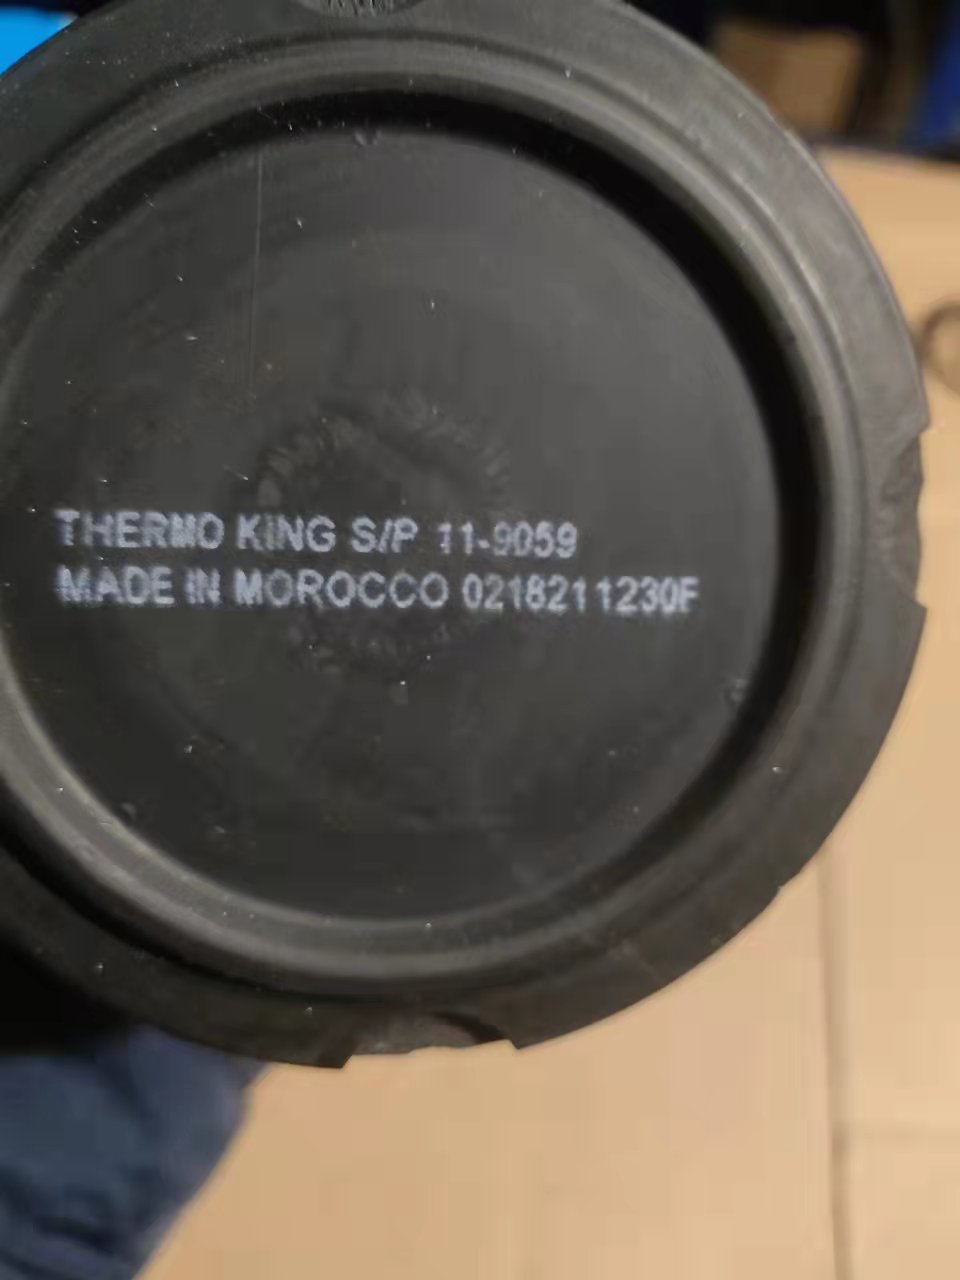 THERMO KING S/P 11-9059
MADE IN MOROCCO 0218211230F